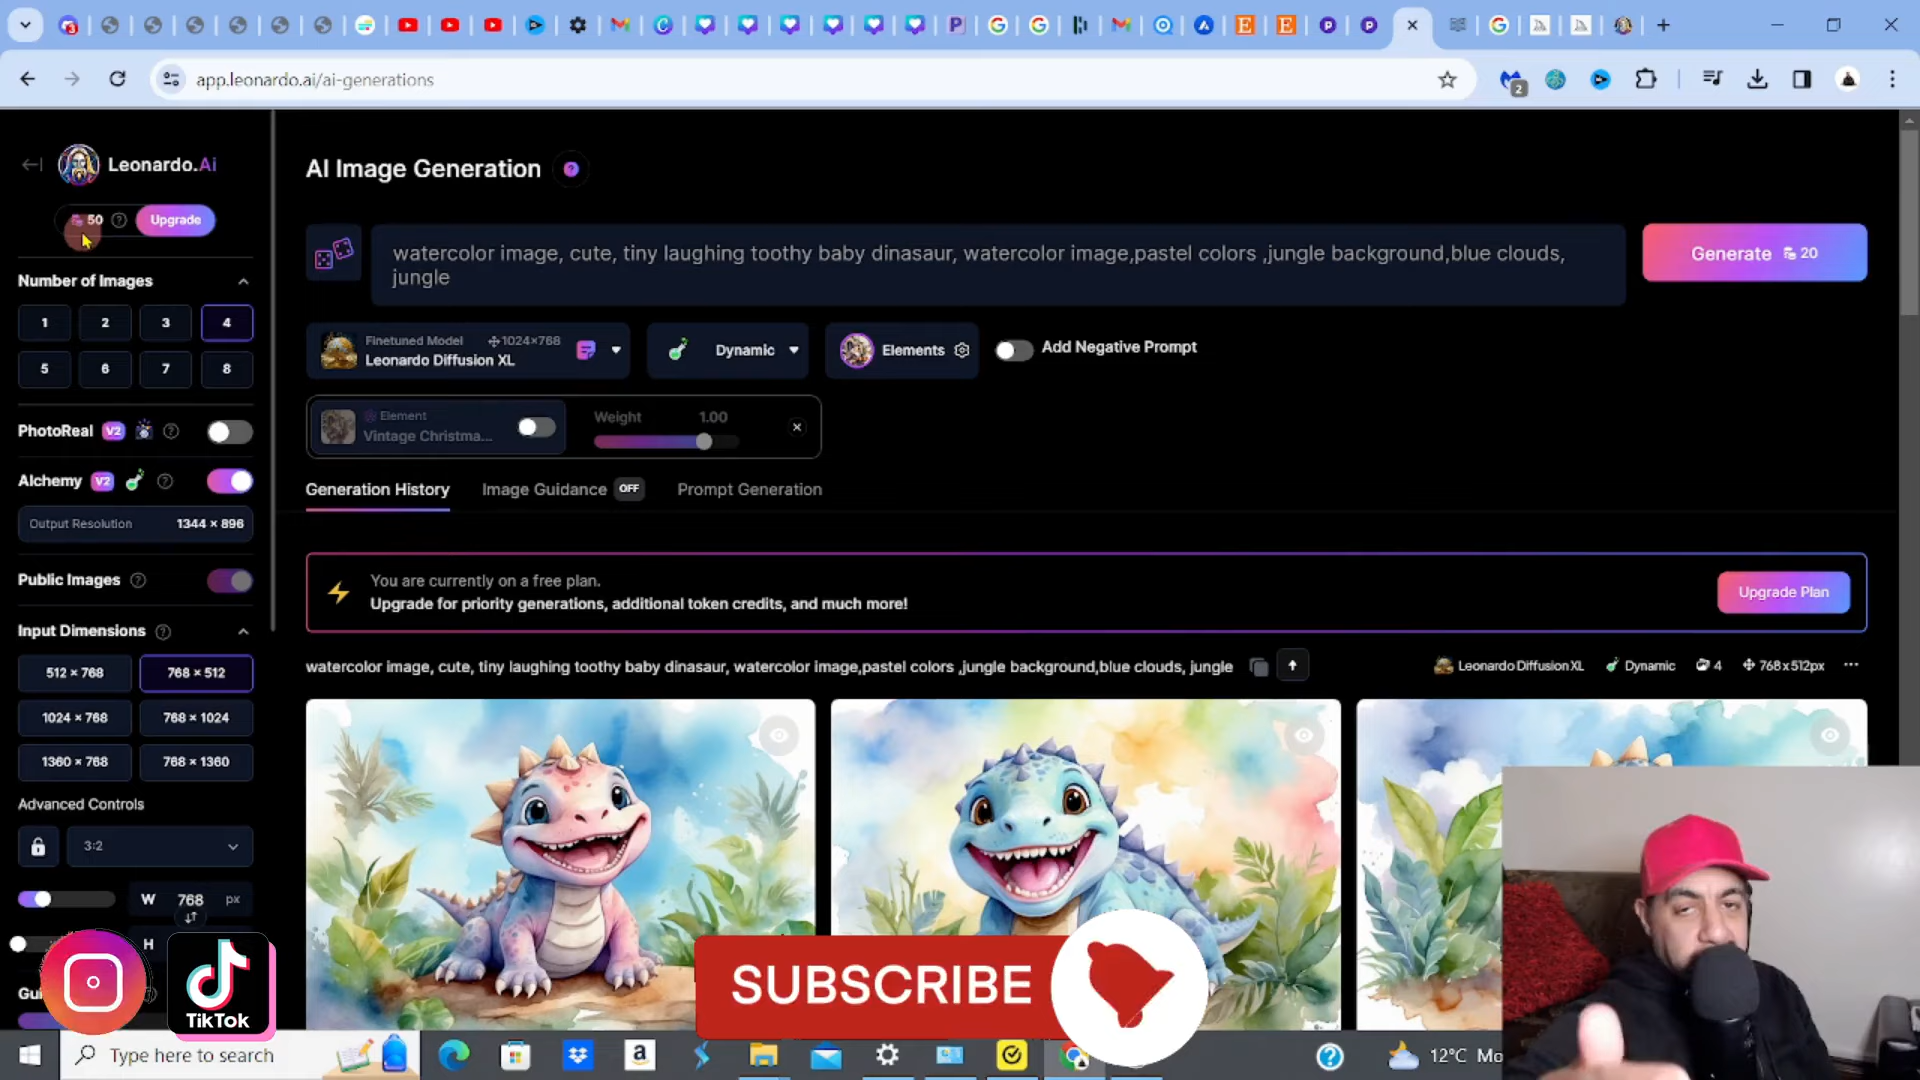 app.leonardo.ai/ai-generations
2
Leonardo.Ai
50
Upgrade
Number of Images
1 2 3 4
5 6 7 8
PhotoReal V2
Alchemy V2
Output Resolution 1344 × 896
Public Images
Input Dimensions
512 × 768 768 × 512
1024 × 768 768 × 1024
1360 × 768 768 × 1360
Advanced Controls
3:2
W 768 px
H
Gui
AI Image Generation
watercolor image, cute, tiny laughing toothy baby dinasaur, watercolor image,pastel colors ,jungle background,blue clouds,
jungle
Generate 20
Finetuned Model 1024×768
Leonardo Diffusion XL
Dynamic
Elements
Add Negative Prompt
Element
Vintage Christma...
Weight 1.00
Generation History
Image Guidance OFF
Prompt Generation
You are currently on a free plan.
Upgrade for priority generations, additional token credits, and much more!
Upgrade Plan
watercolor image, cute, tiny laughing toothy baby dinasaur, watercolor image,pastel colors ,jungle background,blue clouds, jungle
Leonardo Diffusion XL Dynamic 4 768x512px
TikTok
SUBSCRIBE
Type here to search
12°C Mo